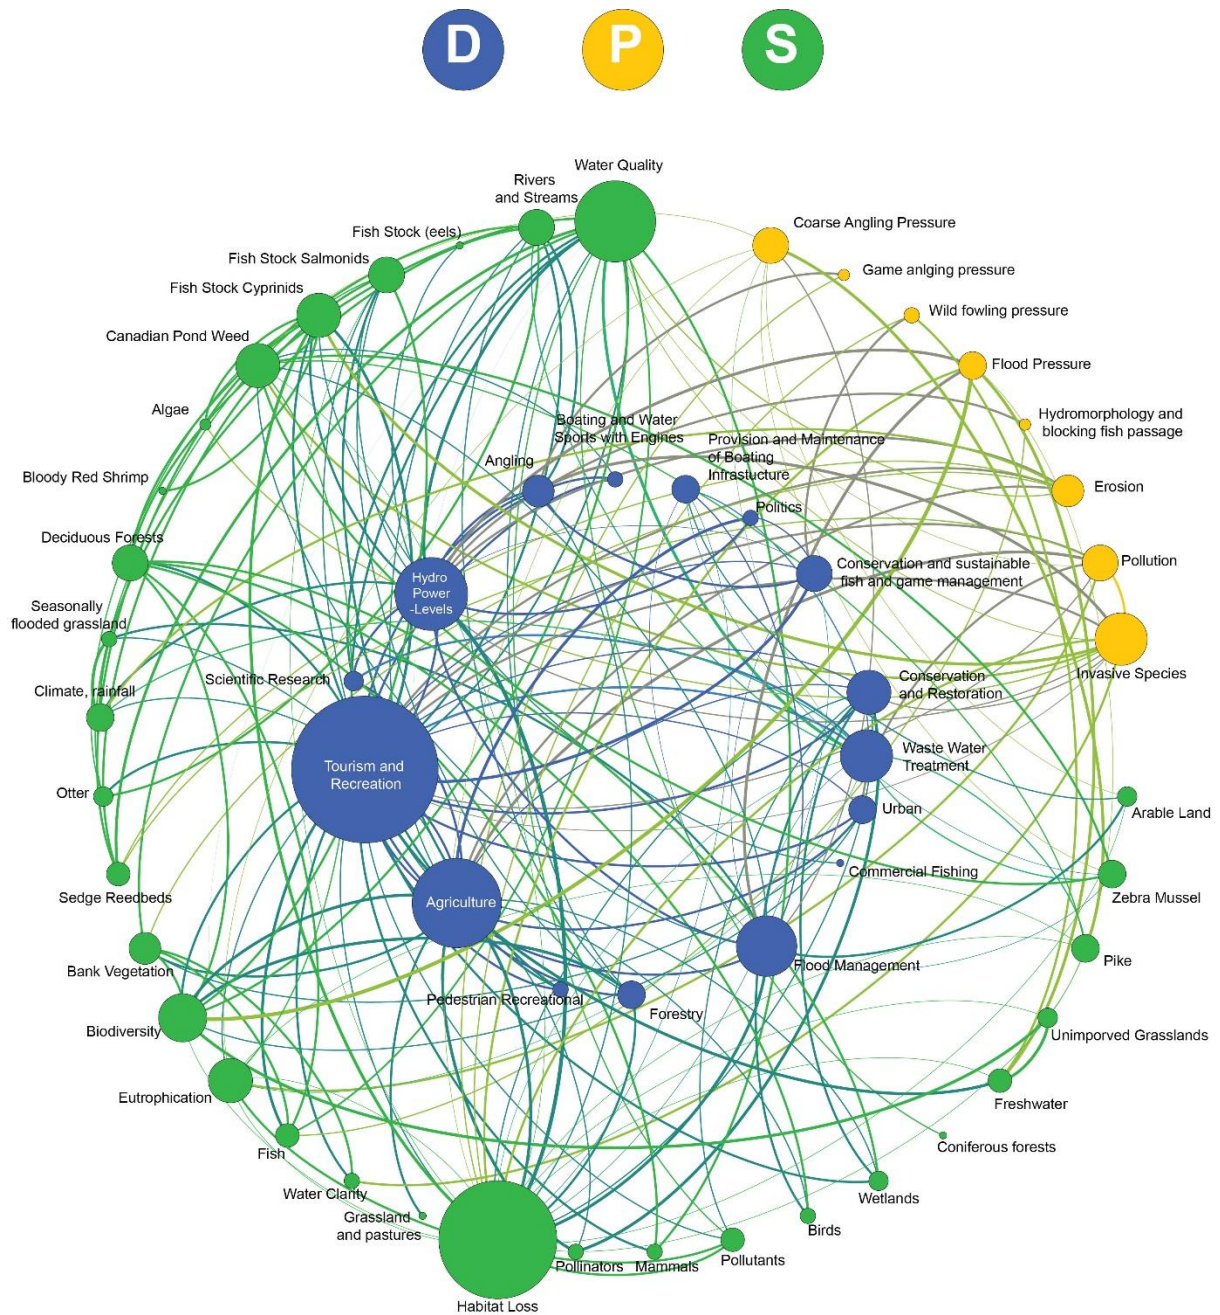 D
P
S
Water Quality
Rivers
and Streams
Coarse Angling Pressure
Fish Stock (eels)
Fish Stock Salmonids
Game anlging pressure
Fish Stock Cyprinids
Wild fowling pressure
Canadian Pond Weed
Flood Pressure
Algae
Hydromorphology and
blocking fish passage
Boating and Water
Sports with Engines
Provision and Maintenance
of Boating
Infrastucture
Angling
Bloody Red Shrimp
Erosion
Politics
Deciduous Forests
Pollution
Conservation and sustainable
fish and game management
Hydro
Power
-Levels
Seasonally
flooded grassland
Invasive Species
Scientific Research
Climate, rainfall
Conservation
and Restoration
Waste Water
Treatment
Tourism and
Recreation
Otter
Urban
Arable Land
Commercial Fishing
Sedge Reedbeds
Zebra Mussel
Agriculture
Pike
Bank Vegetation
Flood Management
Pedestrian Recreational
Forestry
Biodiversity
Unimporved Grasslands
Eutrophication
Freshwater
Fish
Coniferous forests
Water Clarity
Wetlands
Grassland
and pastures
Birds
Pollinators
Mammals
Pollutants
Habitat Loss